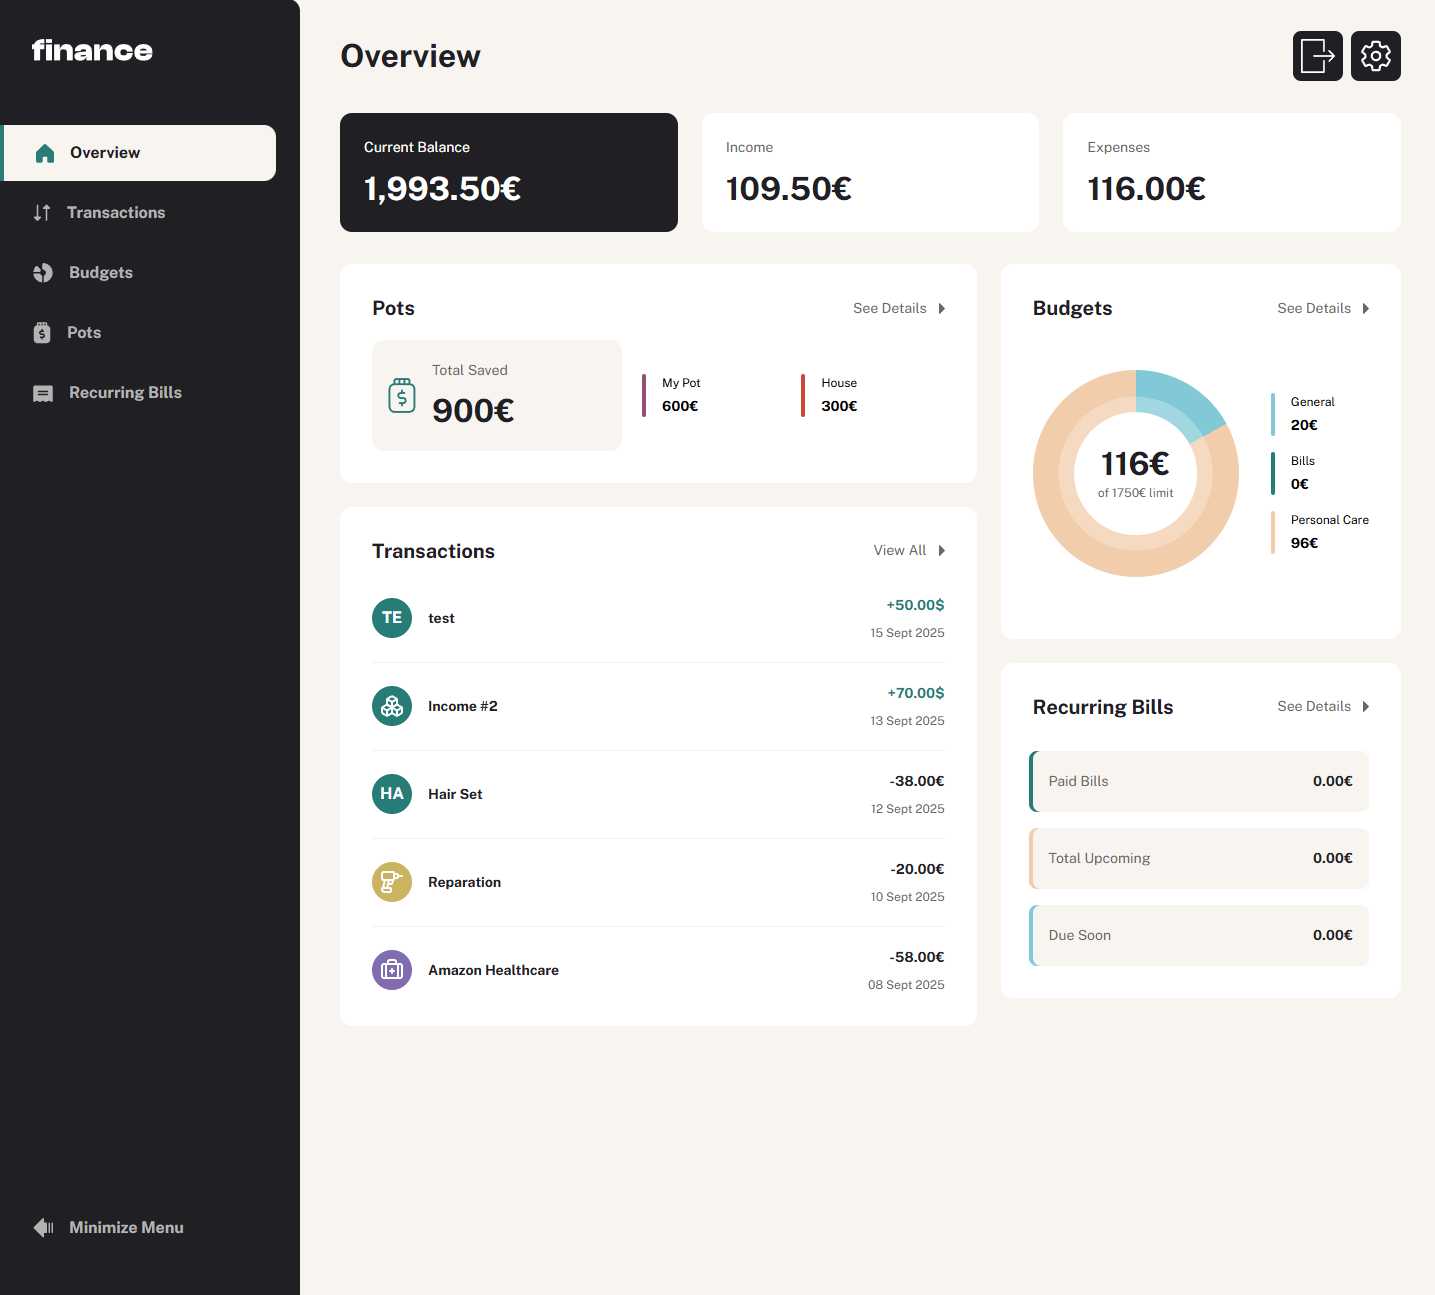 finance
Overview
Transactions
Budgets
Pots
Recurring Bills
Minimize Menu
Overview
Current Balance
1,993.50€
Income
109.50€
Expenses
116.00€
Pots
See Details
Total Saved
900€
My Pot
600€
House
300€
Transactions
View All
TE
test
+50.00$
15 Sept 2025
Income #2
+70.00$
13 Sept 2025
HA
Hair Set
-38.00€
12 Sept 2025
Reparation
-20.00€
10 Sept 2025
Amazon Healthcare
-58.00€
08 Sept 2025
Budgets
See Details
116€
of 1750€ limit
General
20€
Bills
0€
Personal Care
96€
Recurring Bills
See Details
Paid Bills
0.00€
Total Upcoming
0.00€
Due Soon
0.00€